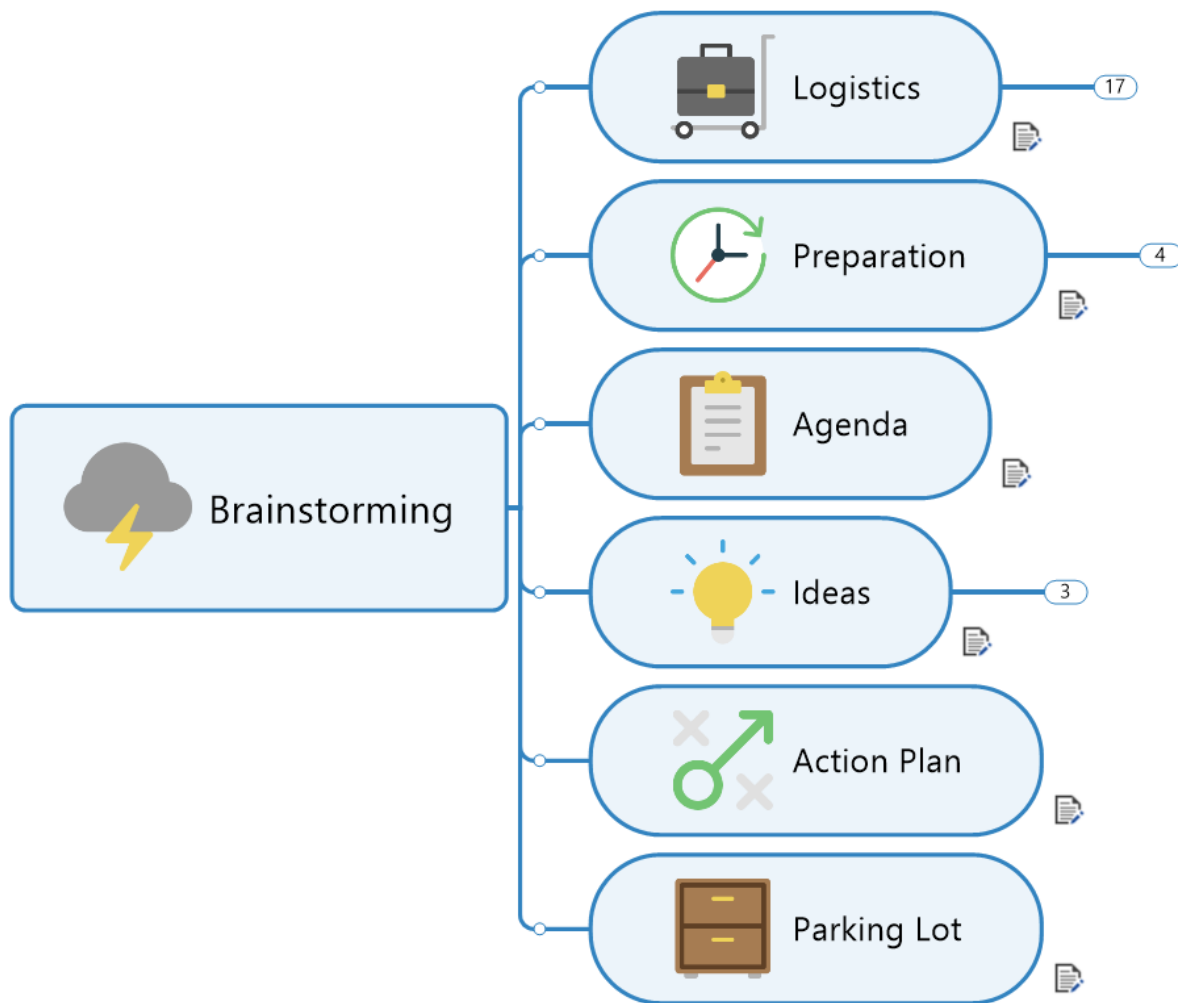 Logistics
17
Preparation
4
Agenda
Brainstorming
Ideas
3
Action Plan
Parking Lot